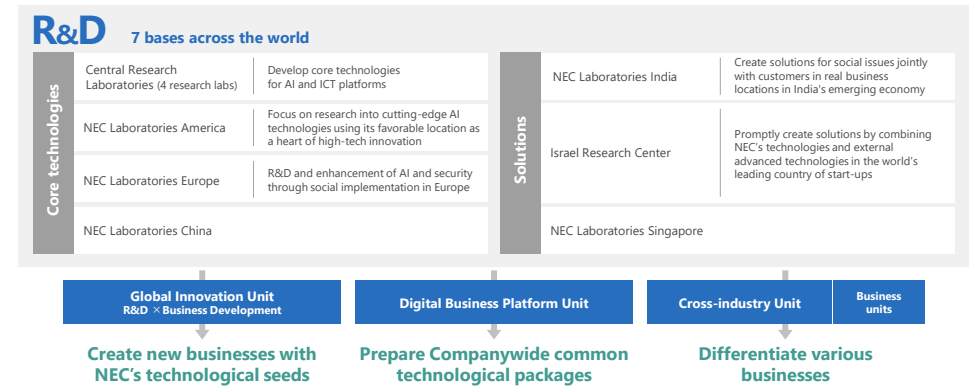 R&D 7 bases across the world
Core technologies
Central Research
Laboratories (4 research labs)
Develop core technologies
for AI and ICT platforms
NEC Laboratories America
Focus on research into cutting-edge AI
technologies using its favorable location as
a heart of high-tech innovation
NEC Laboratories Europe
R&D and enhancement of AI and security
through social implementation in Europe
NEC Laboratories China
Solutions
NEC Laboratories India
Create solutions for social issues jointly
with customers in real business
locations in India's emerging economy
Israel Research Center
Promptly create solutions by combining
NEC's technologies and external
advanced technologies in the world's
leading country of start-ups
NEC Laboratories Singapore
Global Innovation Unit
R&D ×Business Development
Digital Business Platform Unit
Cross-industry Unit
Business
units
Create new businesses with
NEC's technological seeds
Prepare Companywide common
technological packages
Differentiate various
businesses